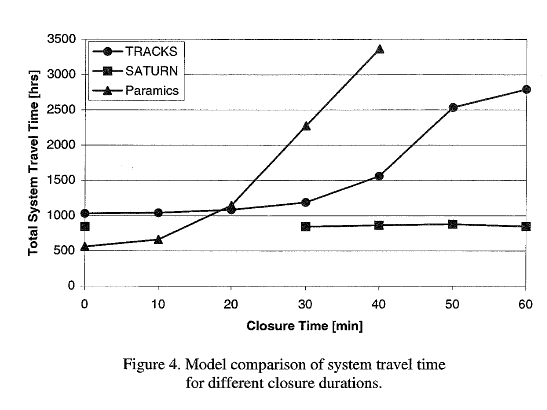 3500
3000
2500
2000
1500
1000
500
0
Total System Travel Time [hrs]
TRACKS
SATURN
Paramics
0 10 20 30 40 50 60
Closure Time [min]
Figure 4. Model comparison of system travel time
for different closure durations.